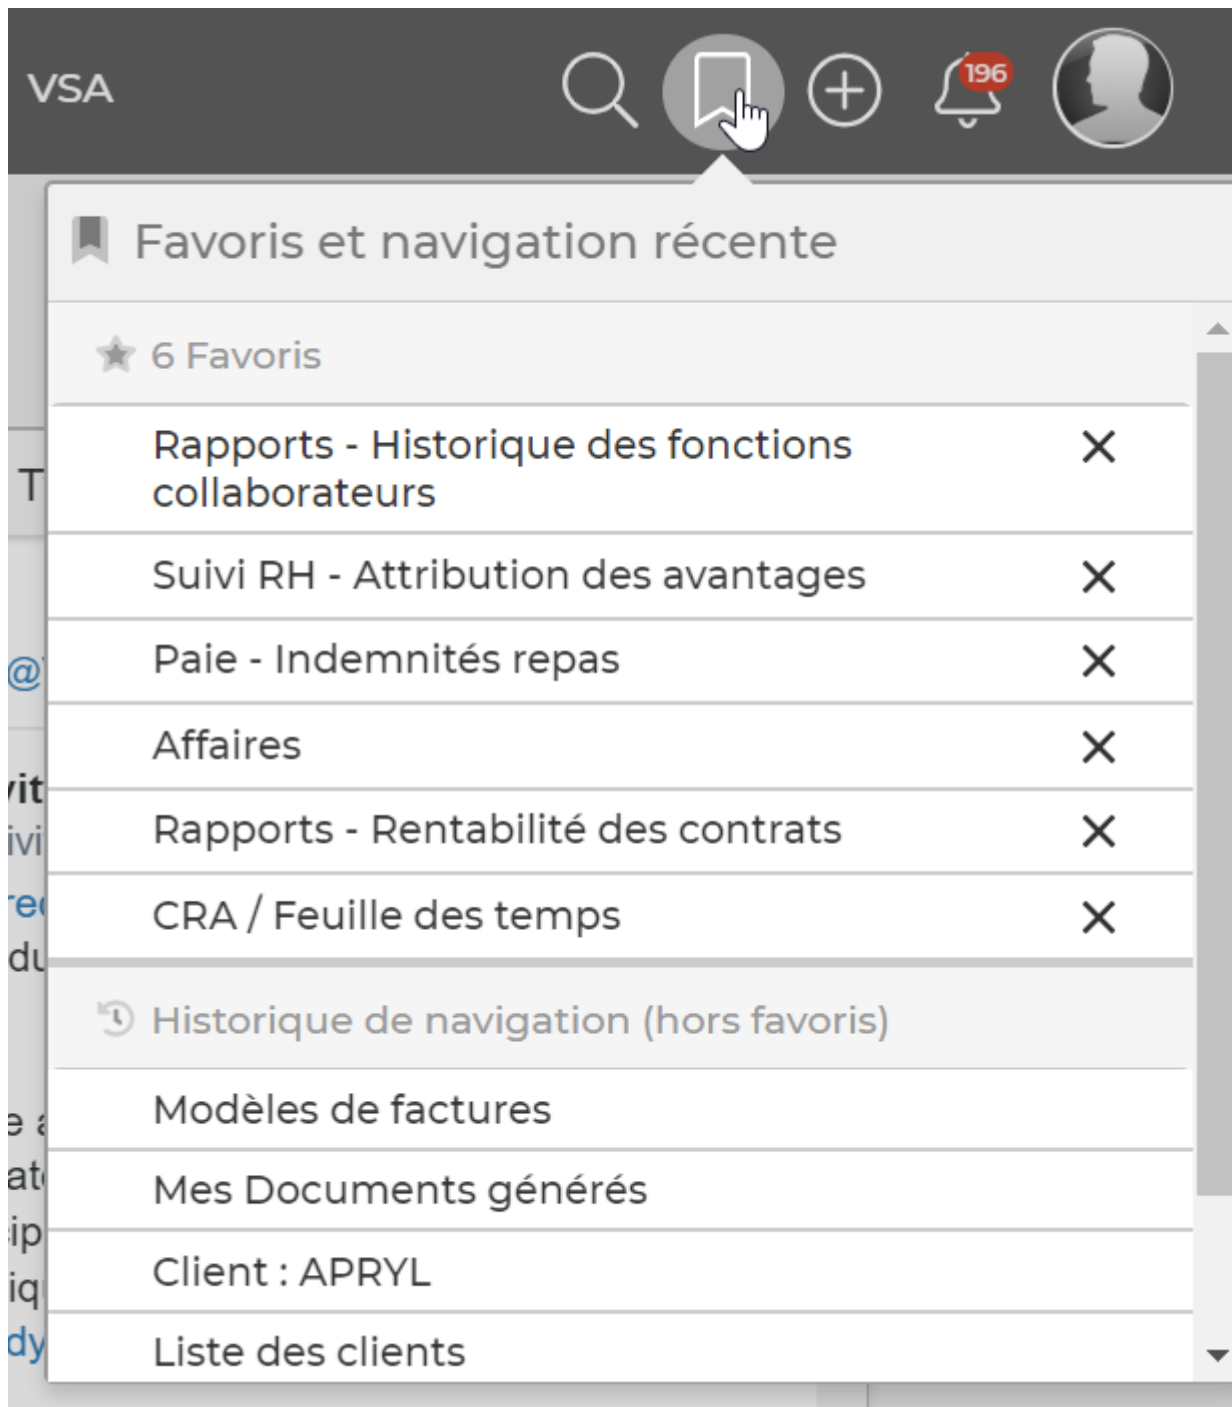 VSA
196
Favoris et navigation récente
6 Favoris
Rapports - Historique des fonctions
collaborateurs
Suivi RH - Attribution des avantages
Paie - Indemnités repas
Affaires
Rapports - Rentabilité des contrats
CRA / Feuille des temps
Historique de navigation (hors favoris)
Modèles de factures
Mes Documents générés
Client : APRYL
Liste des clients